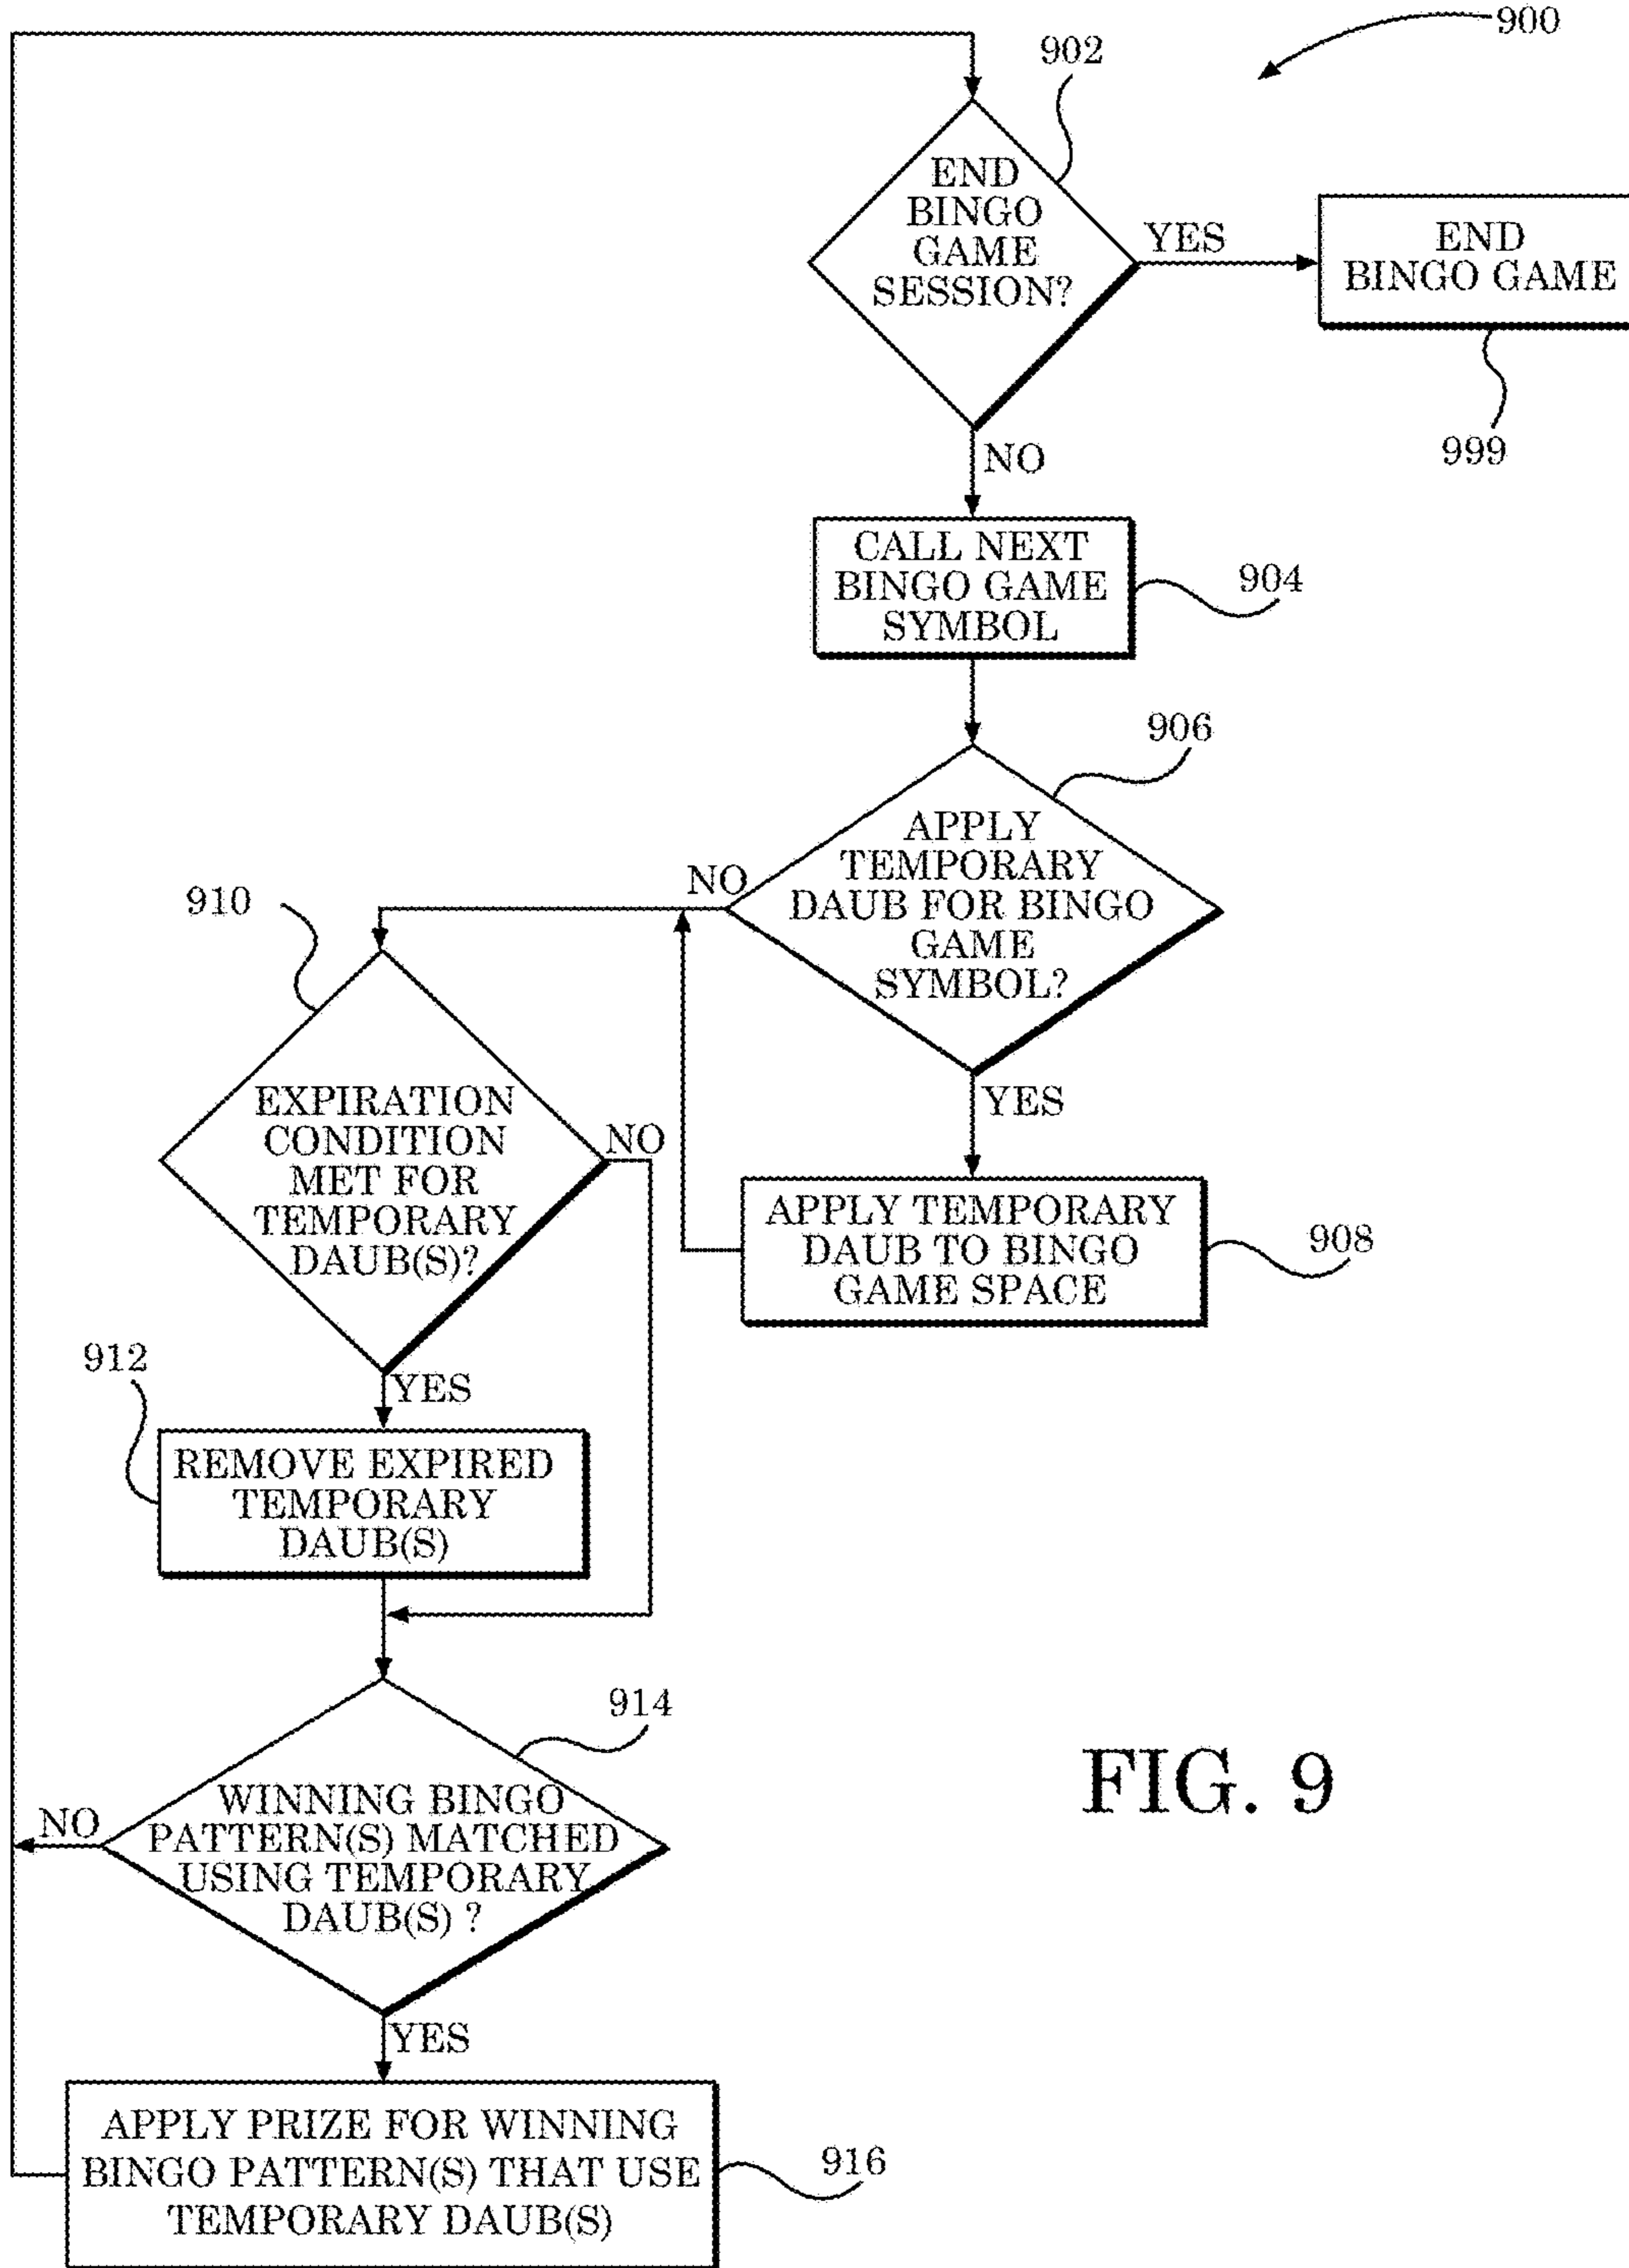 900
902
END
BINGO
GAME
SESSION?
YES
END
BINGO GAME
999
NO
CALL NEXT
BINGO GAME
SYMBOL
904
906
APPLY
TEMPORARY
DAUB FOR BINGO
GAME
SYMBOL?
NO
910
YES
EXPIRATION
CONDITION
MET FOR
TEMPORARY
DAUB(S)?
NO
APPLY TEMPORARY
DAUB TO BINGO
GAME SPACE
908
912
YES
REMOVE EXPIRED
TEMPORARY
DAUB(S)
914
WINNING BINGO
PATTERN(S) MATCHED
USING TEMPORARY
DAUB(S) ?
NO
FIG. 9
YES
APPLY PRIZE FOR WINNING
BINGO PATTERN(S) THAT USE
TEMPORARY DAUB(S)
916